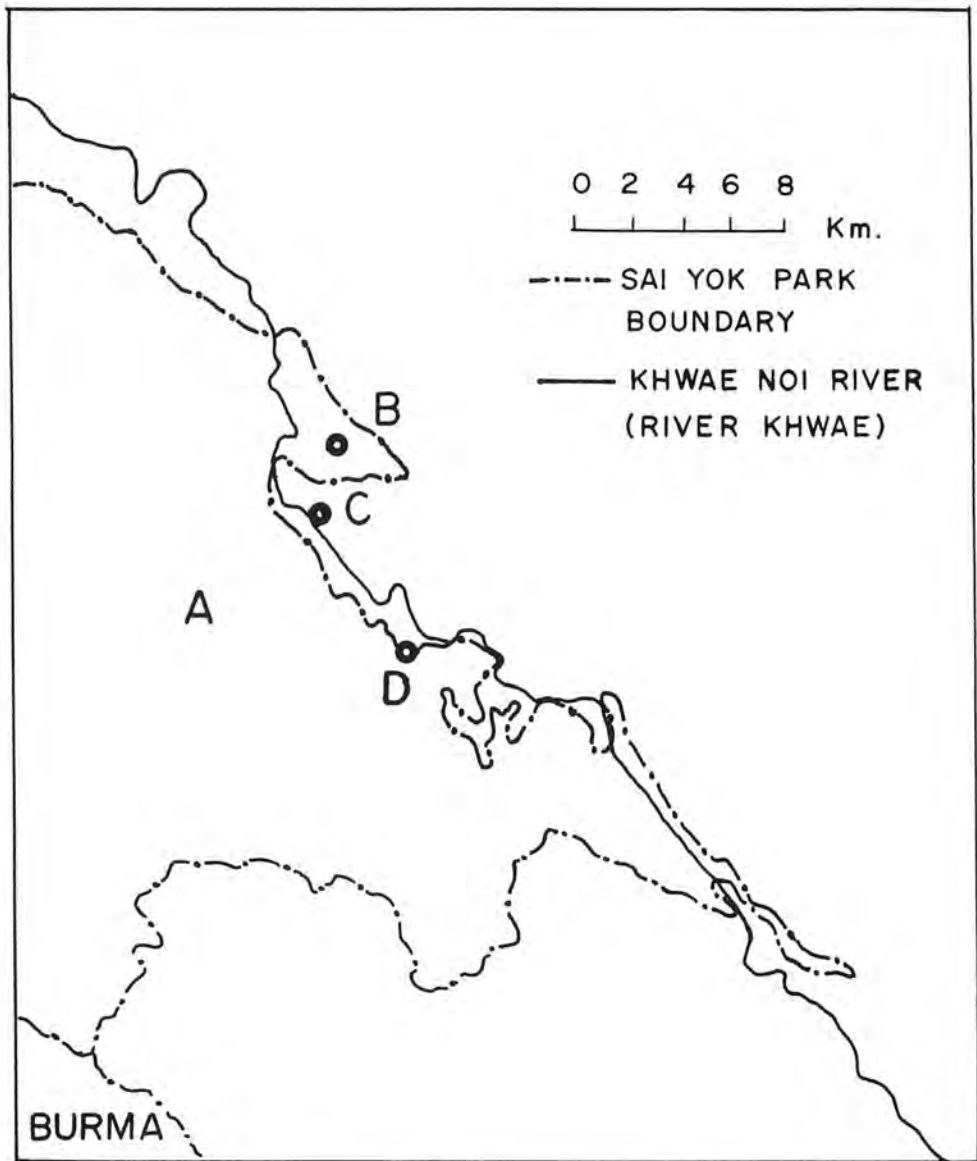 0 2 4 6 8
Km.
SAI YOK PARK
BOUNDARY
KHWAE NOI RIVER
(RIVER KHWAE)
B
C
A
D
BURMA